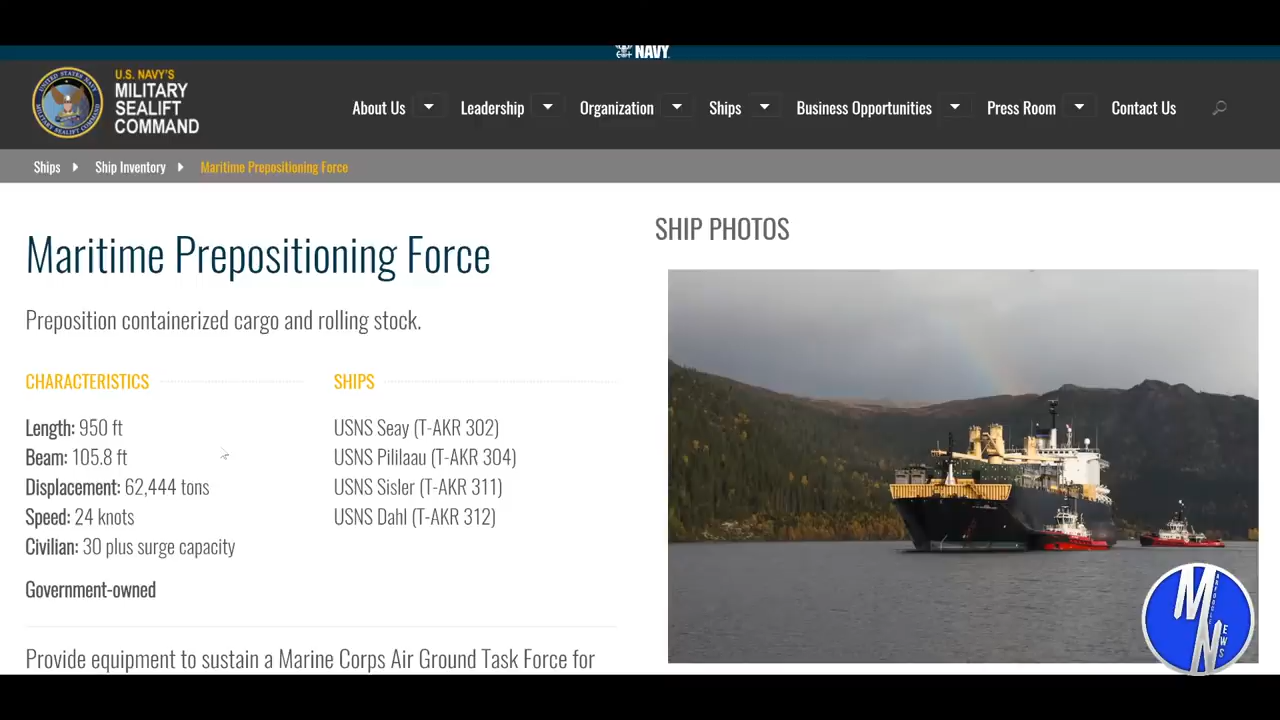 NAVY
U.S. NAVY'S
MILITARY
SEALIFT
COMMAND
About Us
Leadership
Organization
Ships
Business Opportunities
Press Room
Contact Us
Ships
Ship Inventory
Maritime Prepositioning Force
Maritime Prepositioning Force
Preposition containerized cargo and rolling stock.
CHARACTERISTICS
Length: 950 ft
Beam: 105.8 ft
Displacement: 62,444 tons
Speed: 24 knots
Civilian: 30 plus surge capacity
Government-owned
SHIPS
USNS Seay (T-AKR 302)
USNS Pililaau (T-AKR 304)
USNS Sisler (T-AKR 311)
USNS Dahl (T-AKR 312)
Provide equipment to sustain a Marine Corps Air Ground Task Force for
SHIP PHOTOS